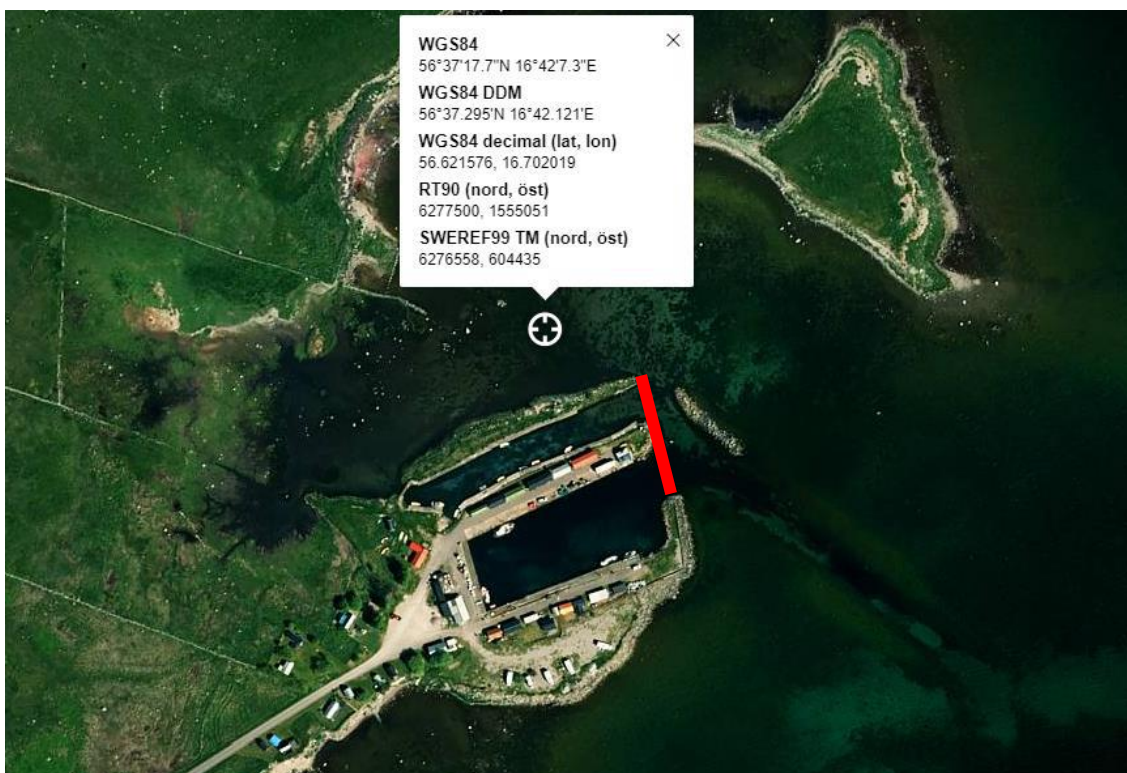 WGS84
56°37'17.7"N 16°42'7.3"E
WGS84 DDM
56°37.295'N 16°42.121'E
WGS84 decimal (lat, lon)
56.621576, 16.702019
RT90 (nord, öst)
6277500, 1555051
SWEREF99 TM (nord, öst)
6276558, 604435